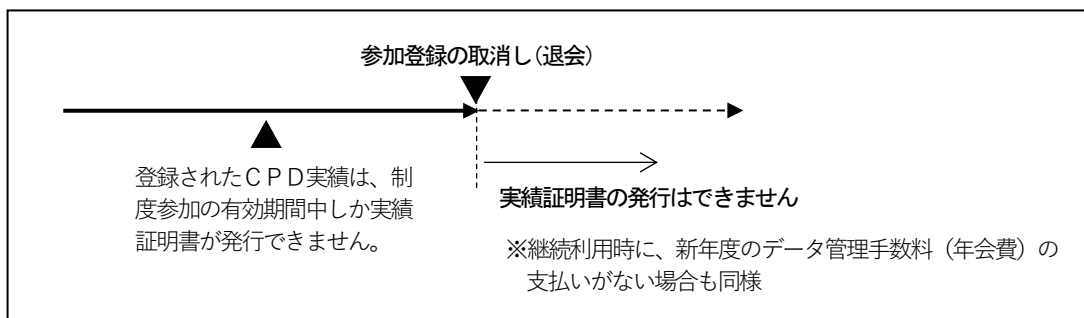 参加登録の取消し（退会）
登録されたＣＰＤ実績は、制
度参加の有効期間中しか実績
証明書が発行できません。
実績証明書の発行はできません
※継続利用時に、新年度のデータ管理手数料（年会費）の
支払いがない場合も同様